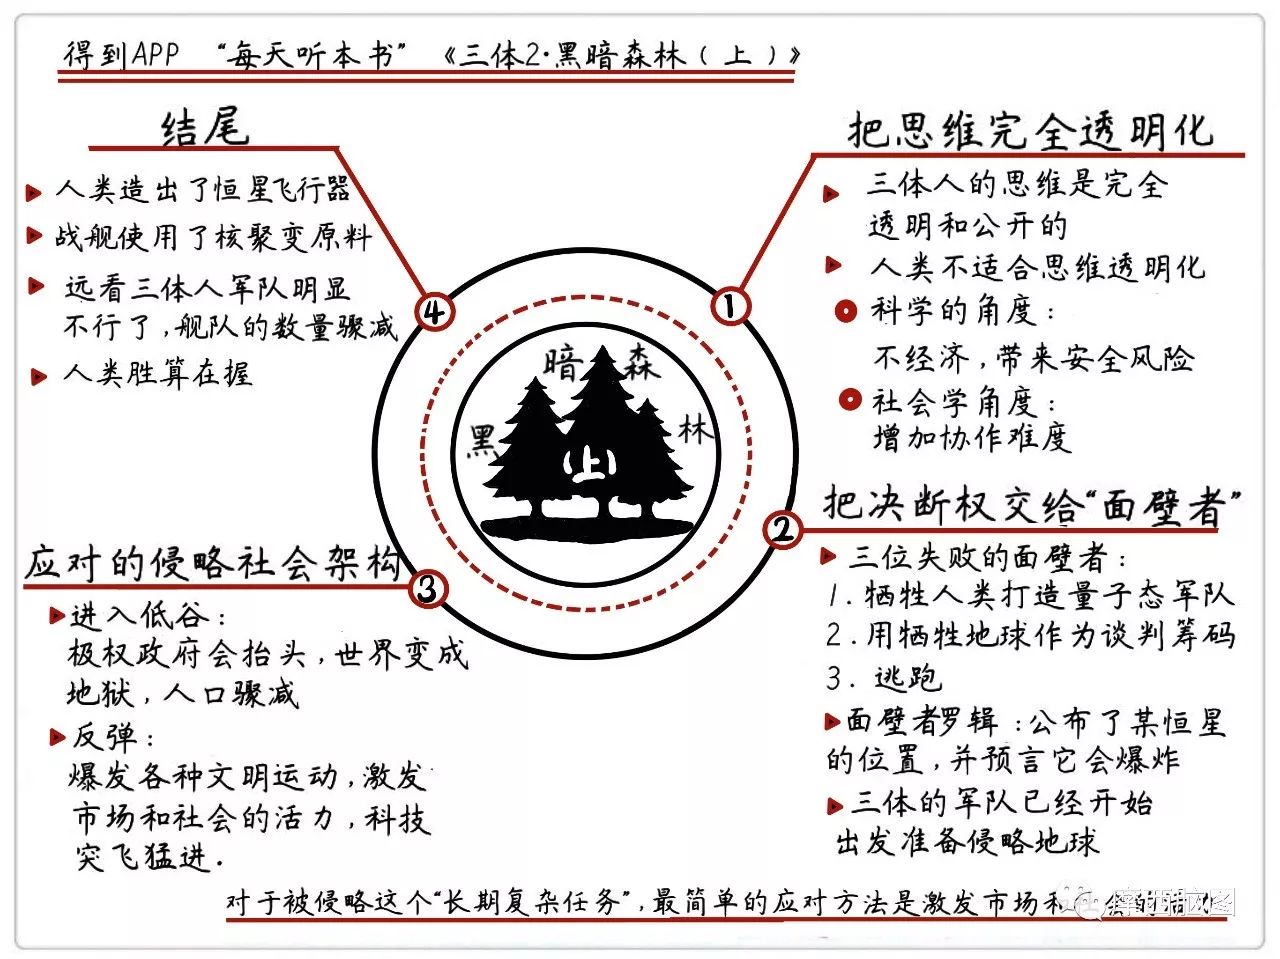 得到APP “每天听本书” 《三体2·黑暗森林(上)》
把思维完全透明化
三体人的思维是完全
透明和公开的
人类不适合思维透明化
科学的角度:
不经济,带来安全风险
社会学角度:
增加协作难度
把决断权交给“面壁者”
三位失败的面壁者:
1.牺牲人类打造量子态军队
2.用牺牲地球作为谈判筹码
3.逃跑
面壁者罗辑:公布了某恒星
的位置,并预言它会爆炸
三体的军队已经开始
出发准备侵略地球
应对的侵略社会架构
进入低谷:
极权政府会抬头,世界变成
地狱,人口骤减
反弹:
爆发各种文明运动,激发
市场和社会的活力,科技
突飞猛进.
结尾
人类造出了恒星飞行器
战舰使用了核聚变原料
远看三体人军队明显
不行了,舰队的数量骤减
人类胜算在握
1
2
3
4
黑暗森林
(上)
对于被侵略这个“长期复杂任务”,最简单的应对方法是激发市场和社会的活力
摩西脑图